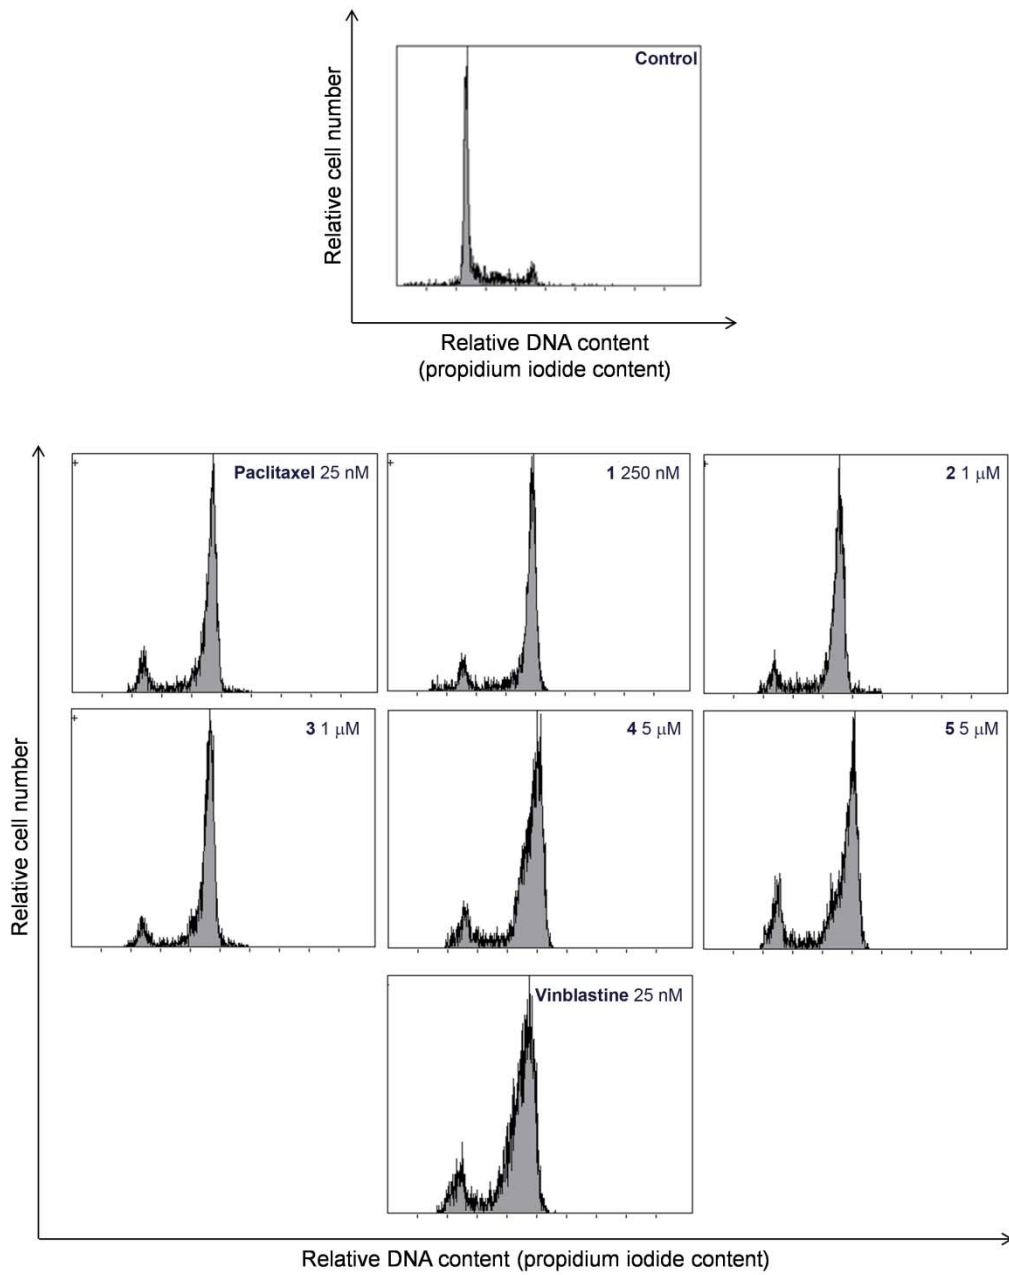 Control
Relative cell number
Relative DNA content
(propidium iodide content)
Paclitaxel 25 nM
1 250 nM
2 1 μM
3 1 μM
4 5 μM
5 5 μM
Relative cell number
Vinblastine 25 nM
Relative DNA content (propidium iodide content)